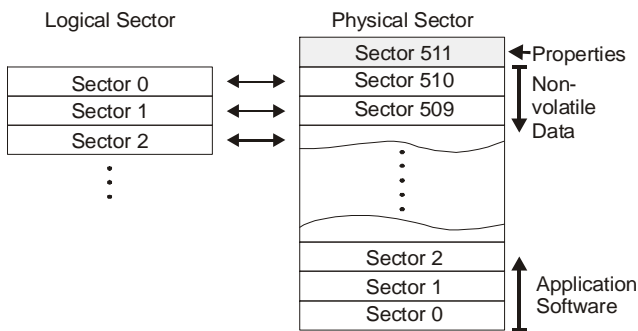 Logical Sector
Physical Sector
Sector 511
Properties
Sector 0
Sector 510
Non-
volatile
Data
Sector 1
Sector 509
Sector 2
Sector 2
Sector 1
Sector 0
Application
Software